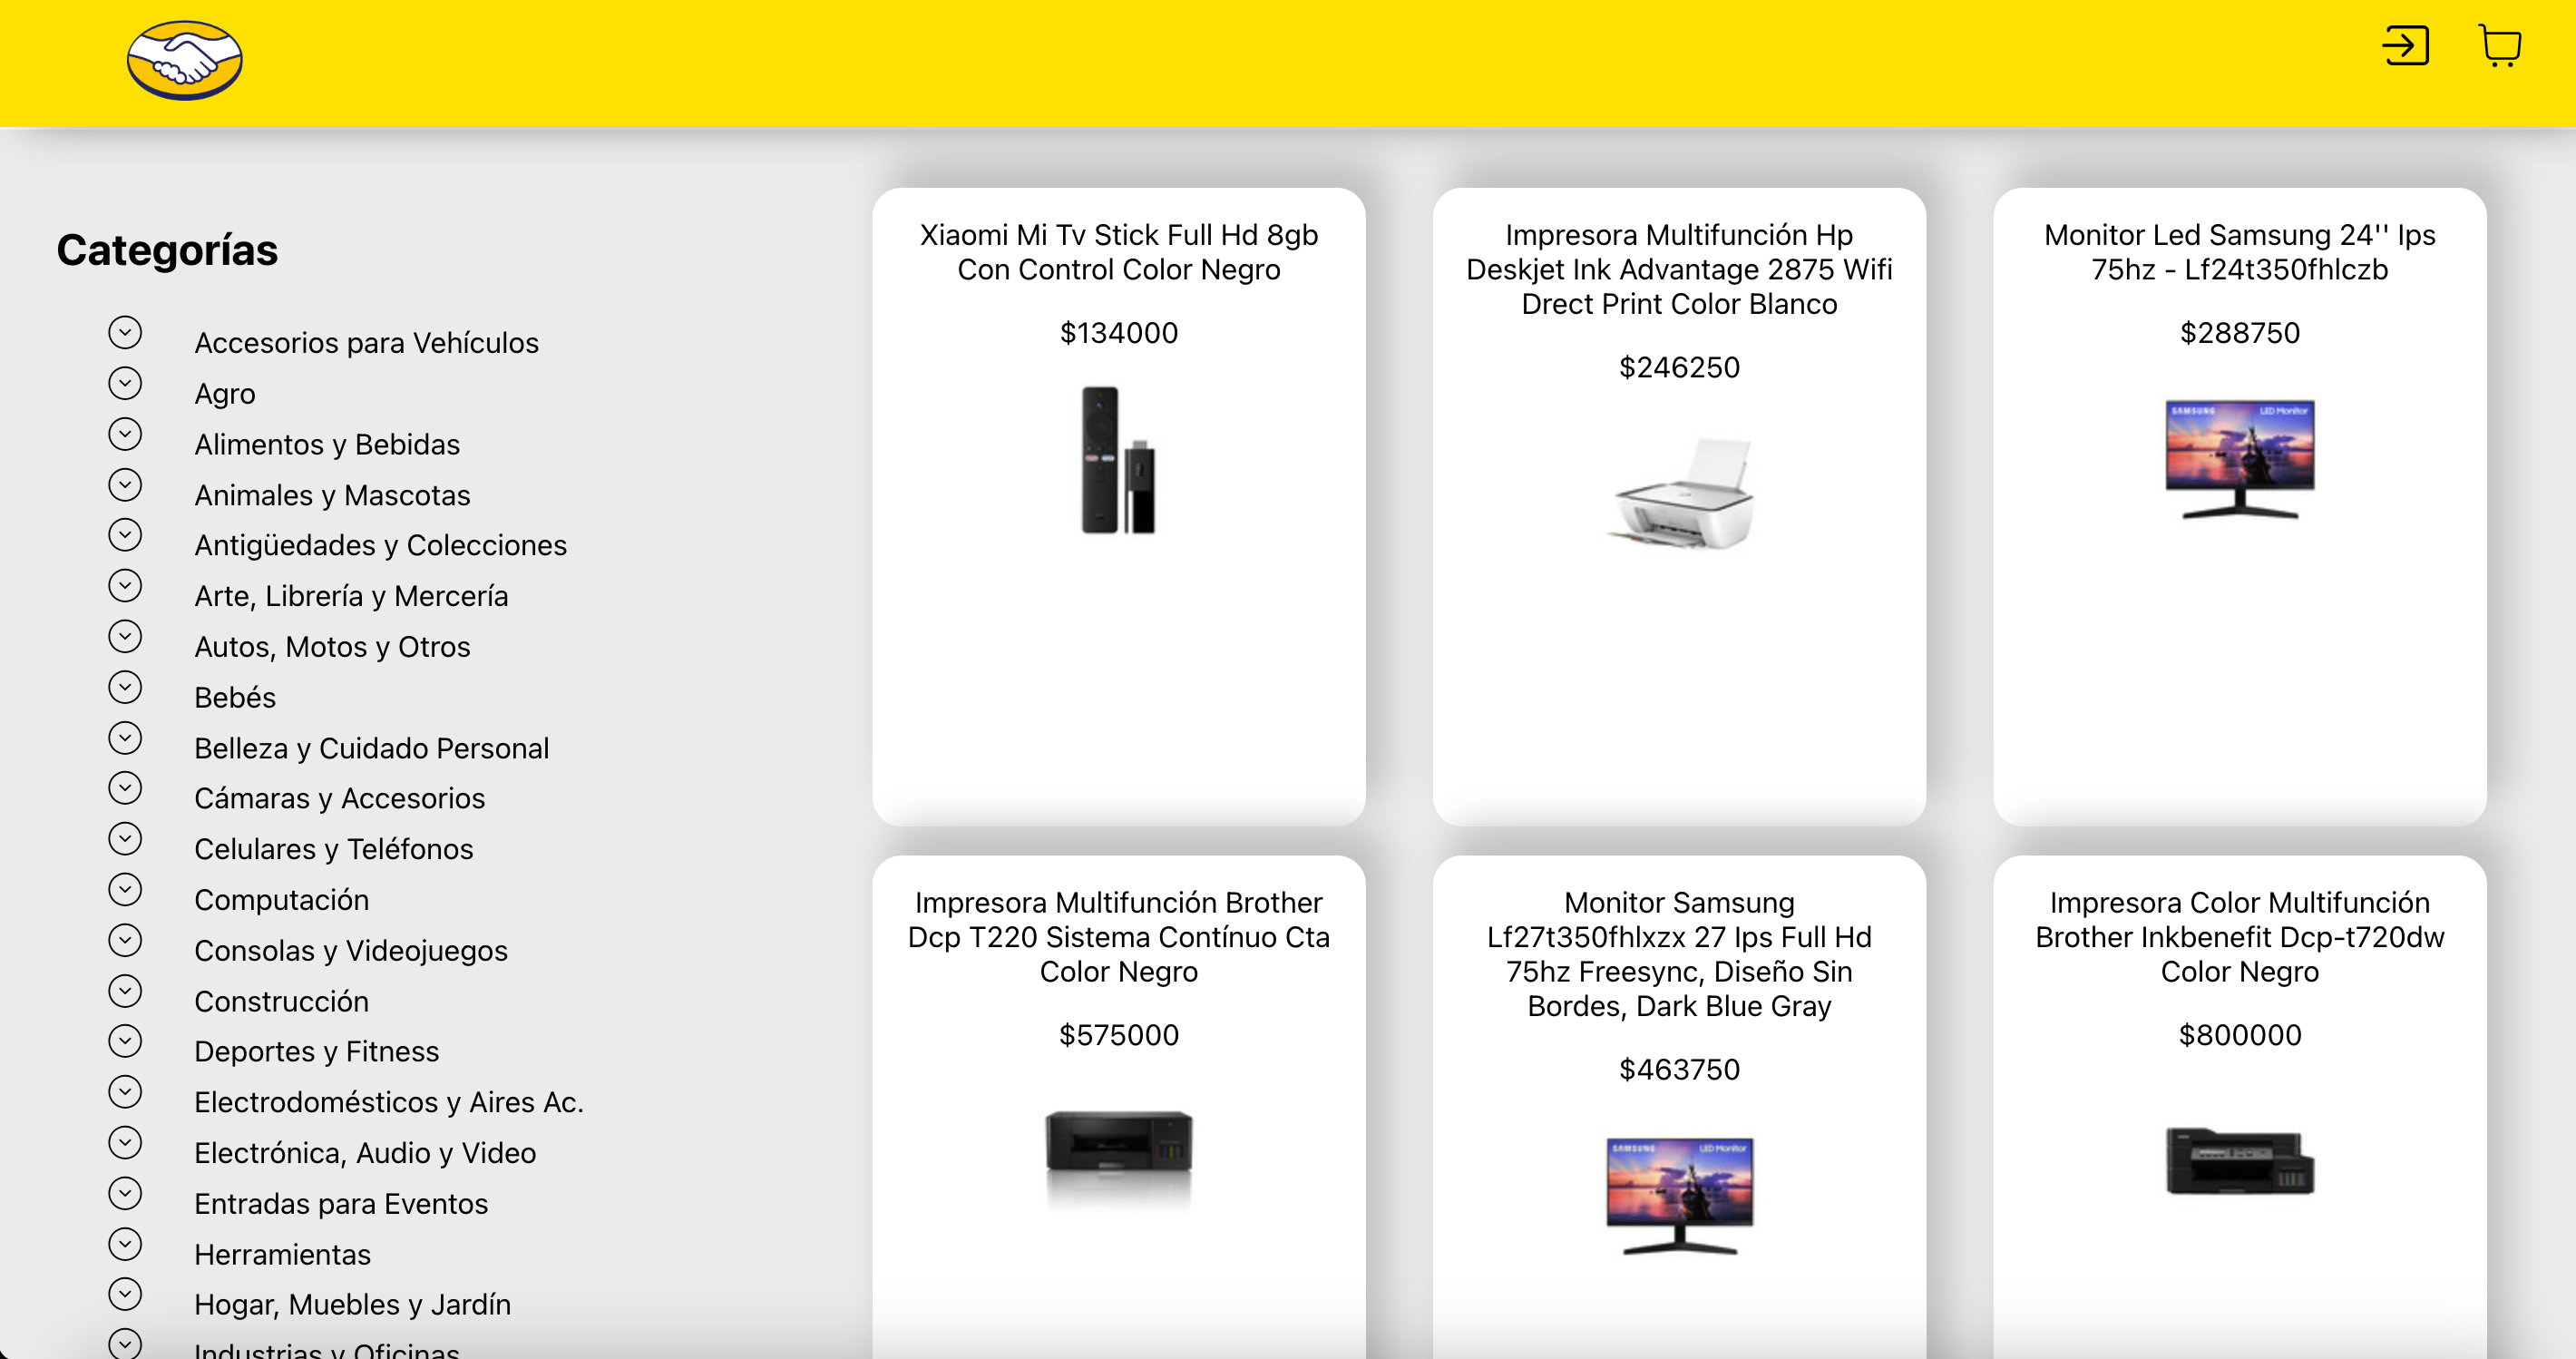 Categorías
Accesorios para Vehículos
Agro
Alimentos y Bebidas
Animales y Mascotas
Antigüedades y Colecciones
Arte, Librería y Mercería
Autos, Motos y Otros
Bebés
Belleza y Cuidado Personal
Cámaras y Accesorios
Celulares y Teléfonos
Computación
Consolas y Videojuegos
Construcción
Deportes y Fitness
Electrodomésticos y Aires Ac.
Electrónica, Audio y Video
Entradas para Eventos
Herramientas
Hogar, Muebles y Jardín
Industrias y Oficinas
Xiaomi Mi Tv Stick Full Hd 8gb
Con Control Color Negro
$134000
Impresora Multifunción Hp
Deskjet Ink Advantage 2875 Wifi
Drect Print Color Blanco
$246250
Monitor Led Samsung 24'' Ips
75hz - Lf24t350fhlczb
$288750
SAMSUNG LED Monitor
Impresora Multifunción Brother
Dcp T220 Sistema Contínuo Cta
Color Negro
$575000
Monitor Samsung
Lf27t350fhlxzx 27 Ips Full Hd
75hz Freesync, Diseño Sin
Bordes, Dark Blue Gray
$463750
SAMSUNG LED Monitor
Impresora Color Multifunción
Brother Inkbenefit Dcp-t720dw
Color Negro
$800000